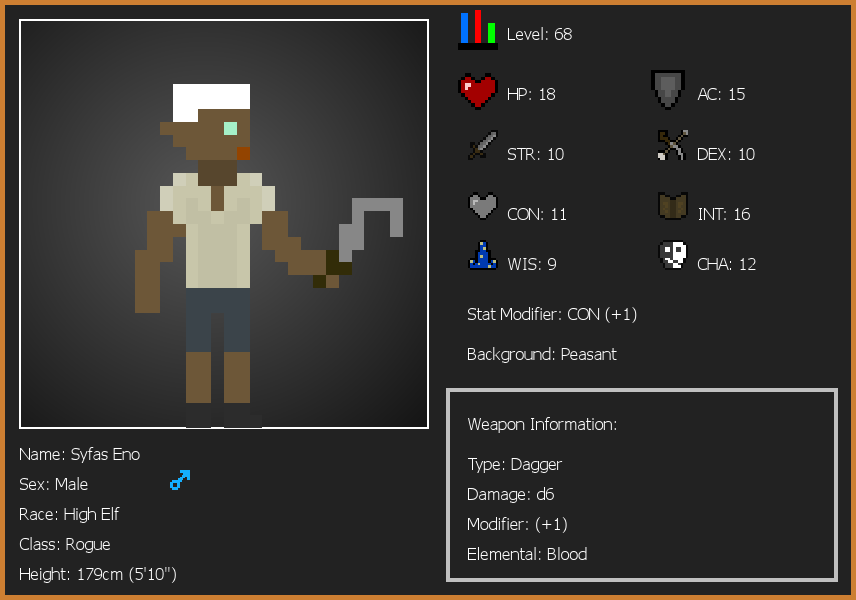 Level: 68
HP: 18
AC: 15
STR: 10
DEX: 10
CON: 11
INT: 16
WIS: 9
CHA: 12
Stat Modifier: CON (+1)
Background: Peasant
Weapon Information:
Type: Dagger
Damage: d6
Modifier: (+1)
Elemental: Blood
Name: Syfas Eno
Sex: Male
Race: High Elf
Class: Rogue
Height: 179cm (5'10")